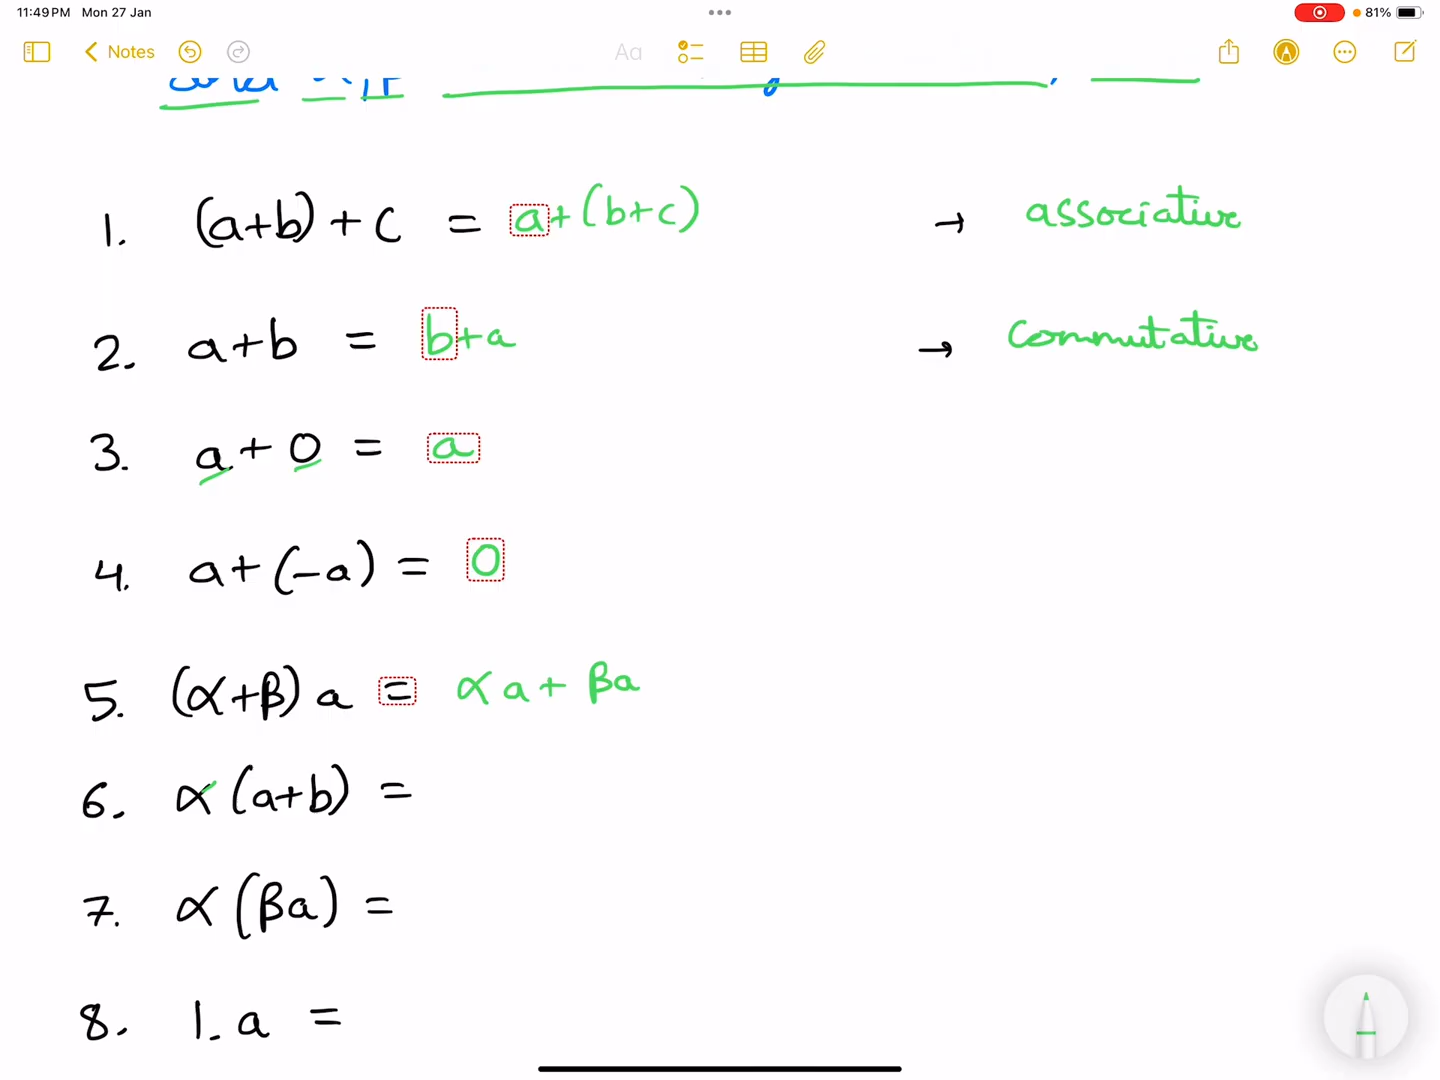 11:49 PM Mon 27 Jan 81%
Notes Aa
1. (a+b)+c = a+(b+c) → associative
2. a+b = b+a → commutative
3. a+0 = a
4. a+(-a) = 0
5. (α+β)a = αa+βa
6. α(a+b) =
7. α(βa) =
8. 1.a =